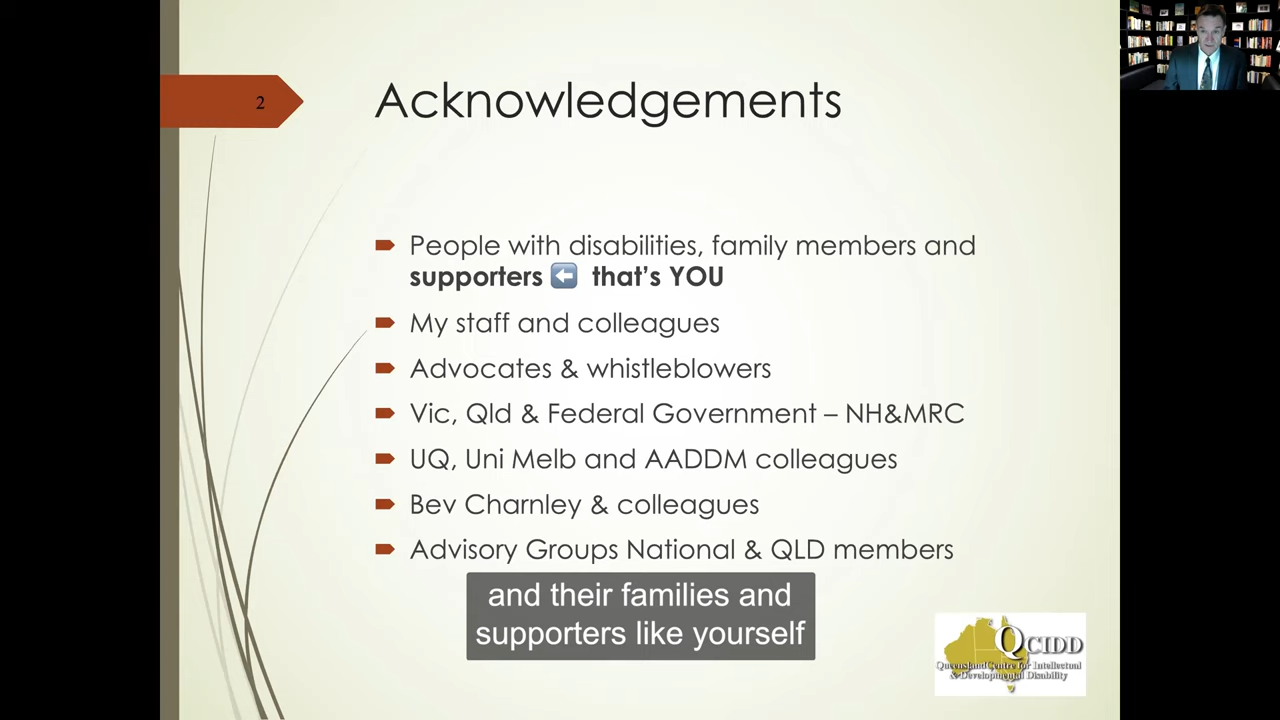 2
Acknowledgements
People with disabilities, family members and
supporters ⬅ that’s YOU
My staff and colleagues
Advocates & whistleblowers
Vic, Qld & Federal Government – NH&MRC
UQ, Uni Melb and AADDM colleagues
Bev Charnley & colleagues
Advisory Groups National & QLD members
and their families and
supporters like yourself
QCIDD
Queensland Centre for Intellectual
& Developmental Disability